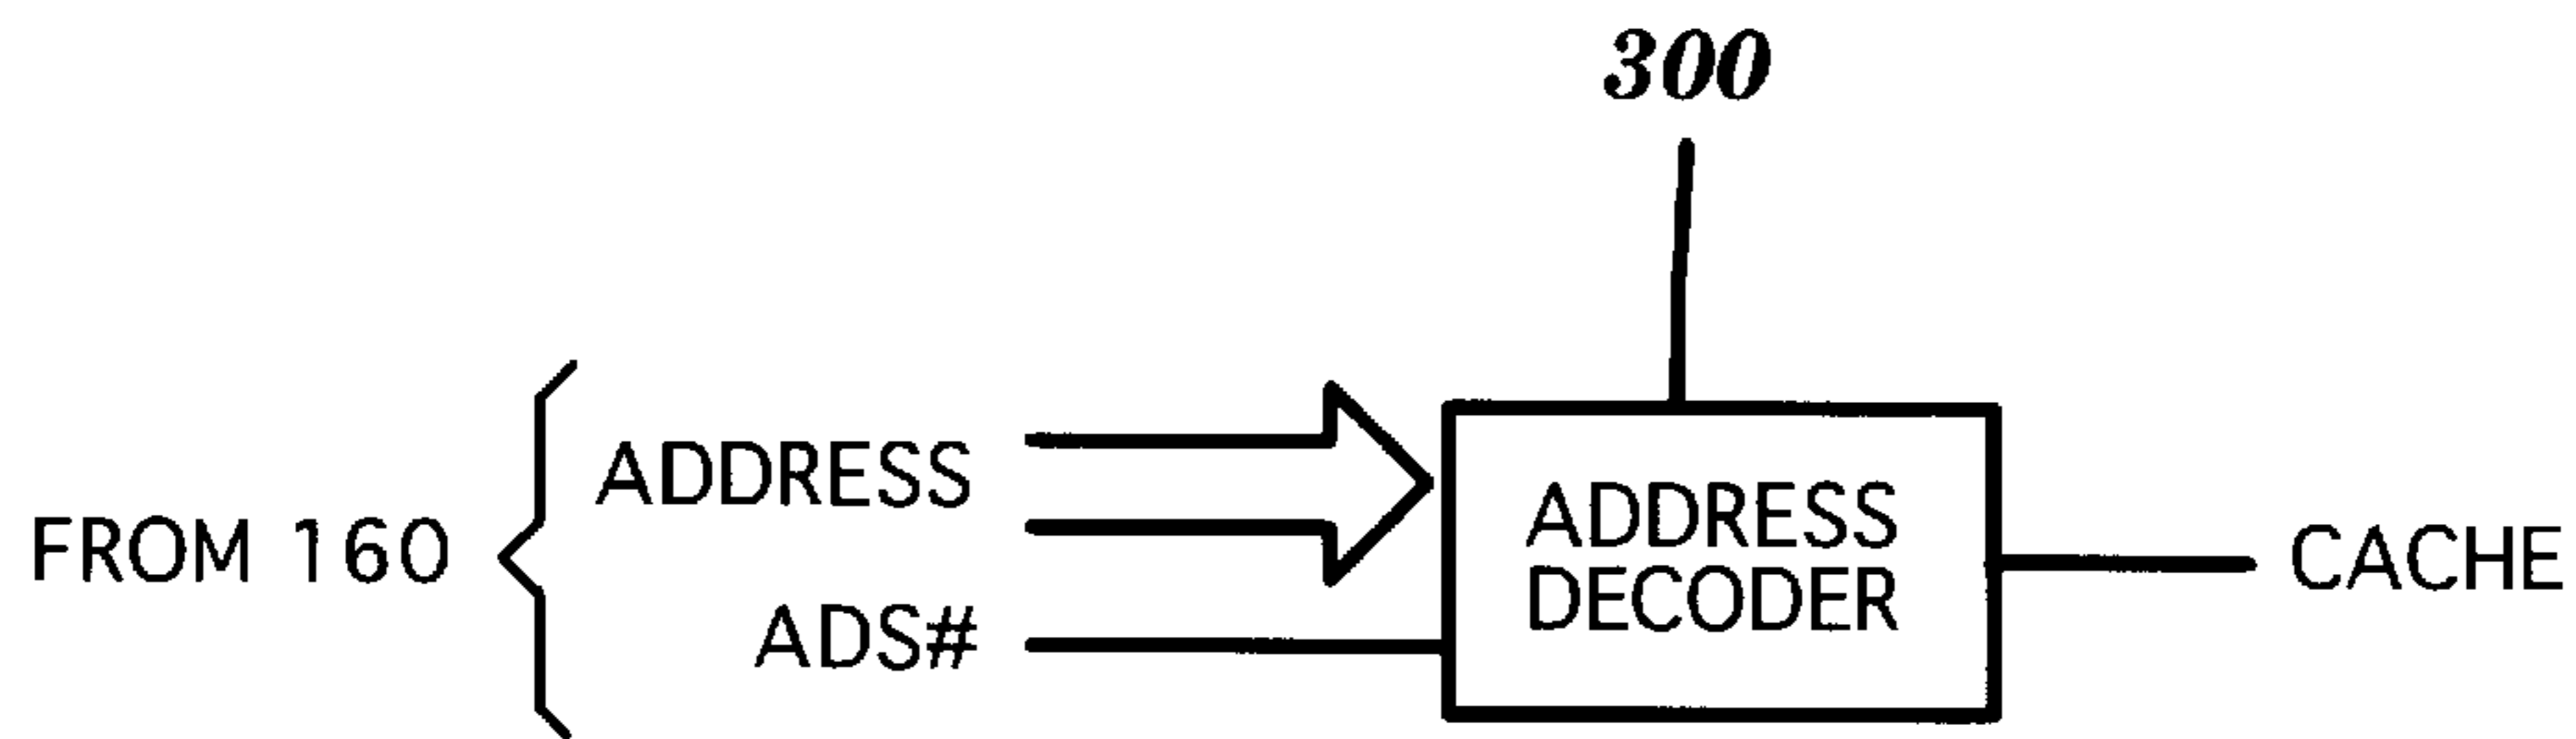 300
ADDRESS
FROM 160
ADS#
ADDRESS
DECODER
CACHE